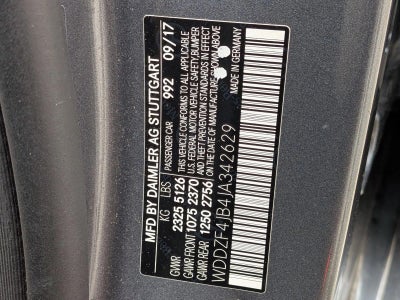 MFD BY DAIMLER AG STUTTGART
PASSENGER CAR 992 09/17
KG LBS
GVWR 2325 5126
GAWR FRONT 1075 2370
GAWR REAR 1250 2756
THIS VEHICLE CONFORMS TO ALL APPLICABLE
U.S. FEDERAL MOTOR VEHICLE SAFETY, BUMPER
AND THEFT PREVENTION STANDARDS IN EFFECT
ON THE DATE OF MANUFACTURE SHOWN ABOVE
MADE IN GERMANY
WDDZF4JB4JA342629